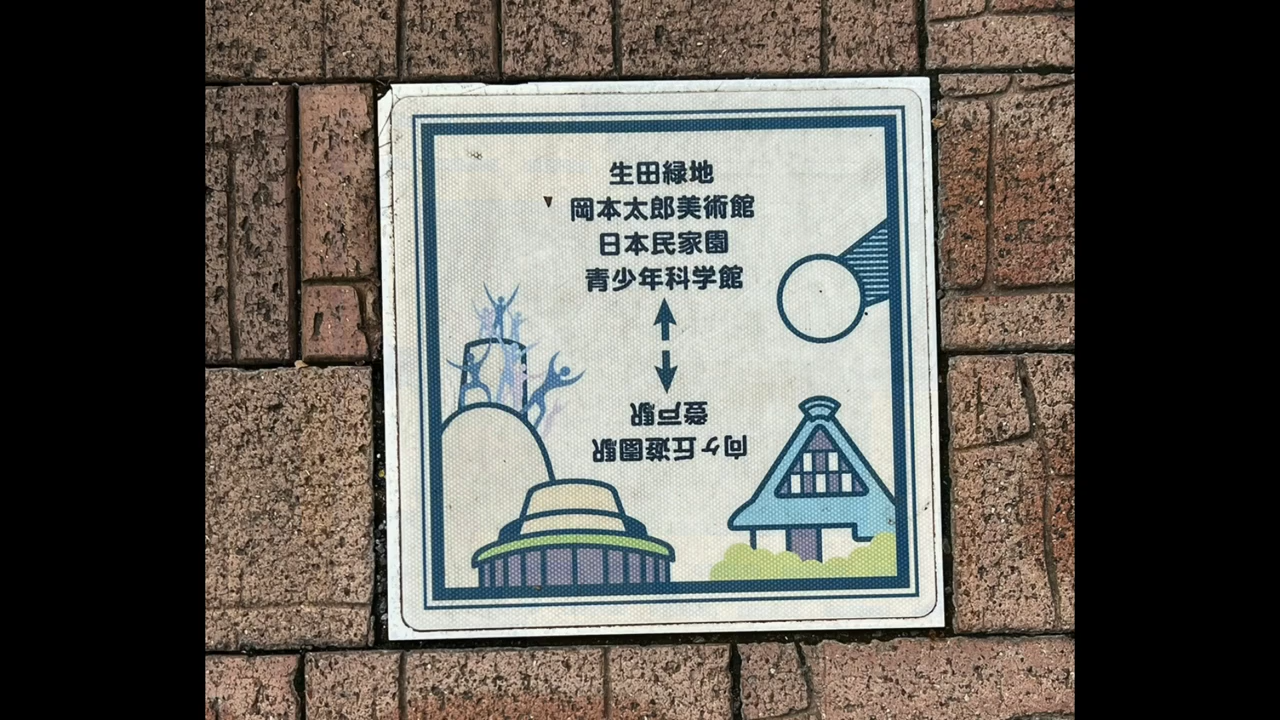 生田緑地
岡本太郎美術館
日本民家園
青少年科学館
登戸駅
向ヶ丘遊園駅